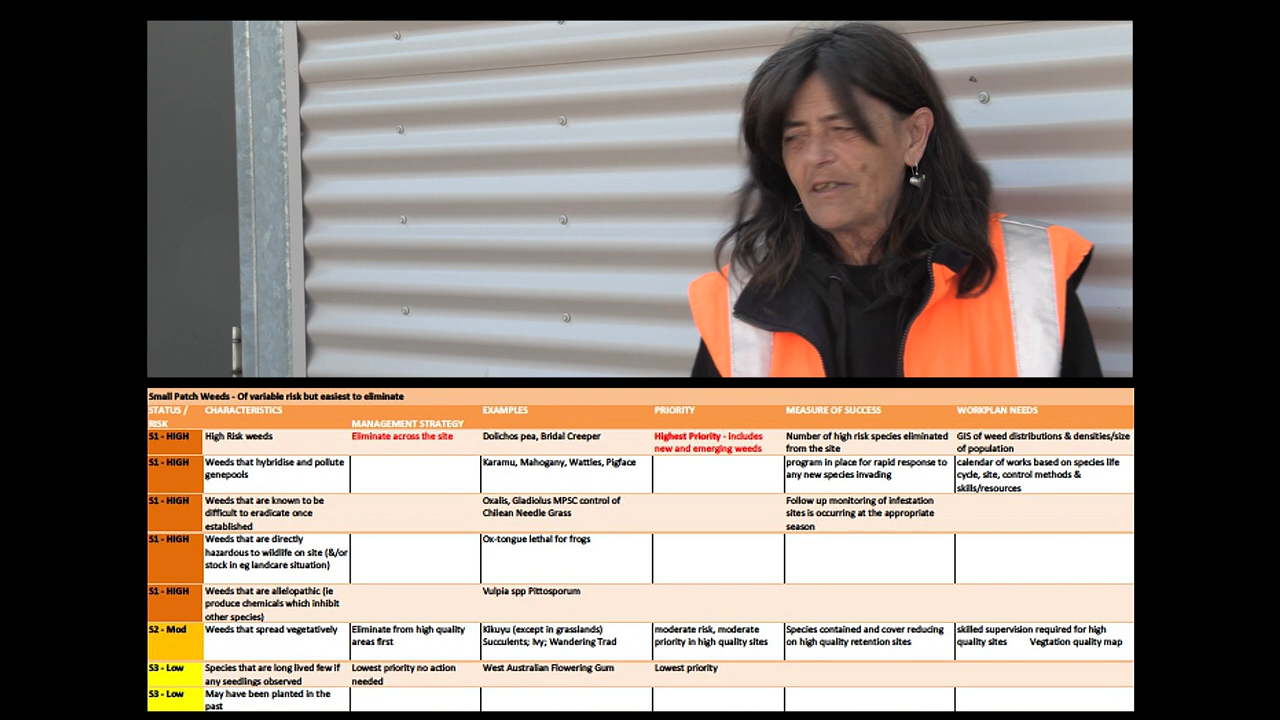 Small Patch Weeds - Of variable risk but easiest to eliminate
STATUS / RISK CHARACTERISTICS MANAGEMENT STRATEGY EXAMPLES PRIORITY MEASURE OF SUCCESS WORKPLAN NEEDS
S1 - HIGH High Risk weeds Eliminate across the site Dolichos pea, Bridal Creeper Highest Priority - includes new and emerging weeds Number of high risk species eliminated from the site GIS of weed distributions & densities/size of population
S1 - HIGH Weeds that hybridise and pollute genepools Karamu, Mahogany, Wattles, Pigface program in place for rapid response to any new species invading calendar of works based on species life cycle, site, control methods & skills/resources
S1 - HIGH Weeds that are known to be difficult to eradicate once established Oxalis, Gladiolus MPSC control of Chilean Needle Grass Follow up monitoring of infestation sites is occurring at the appropriate season
S1 - HIGH Weeds that are directly hazardous to wildlife on site (&/or stock in eg landcare situation) Ox-tongue lethal for frogs
S1 - HIGH Weeds that are allelopathic (ie produce chemicals which inhibit other species) Vulpia spp Pittosporum
S2 - Mod Weeds that spread vegetatively Eliminate from high quality areas first Kikuyu (except in grasslands) Succulents; Ivy; Wandering Trad moderate risk, moderate priority in high quality sites Species contained and cover reducing on high quality retention sites skilled supervision required for high quality sites Vegtation quality map
S3 - Low Species that are long lived few if any seedlings observed Lowest priority no action needed West Australian Flowering Gum Lowest priority
S3 - Low May have been planted in the past